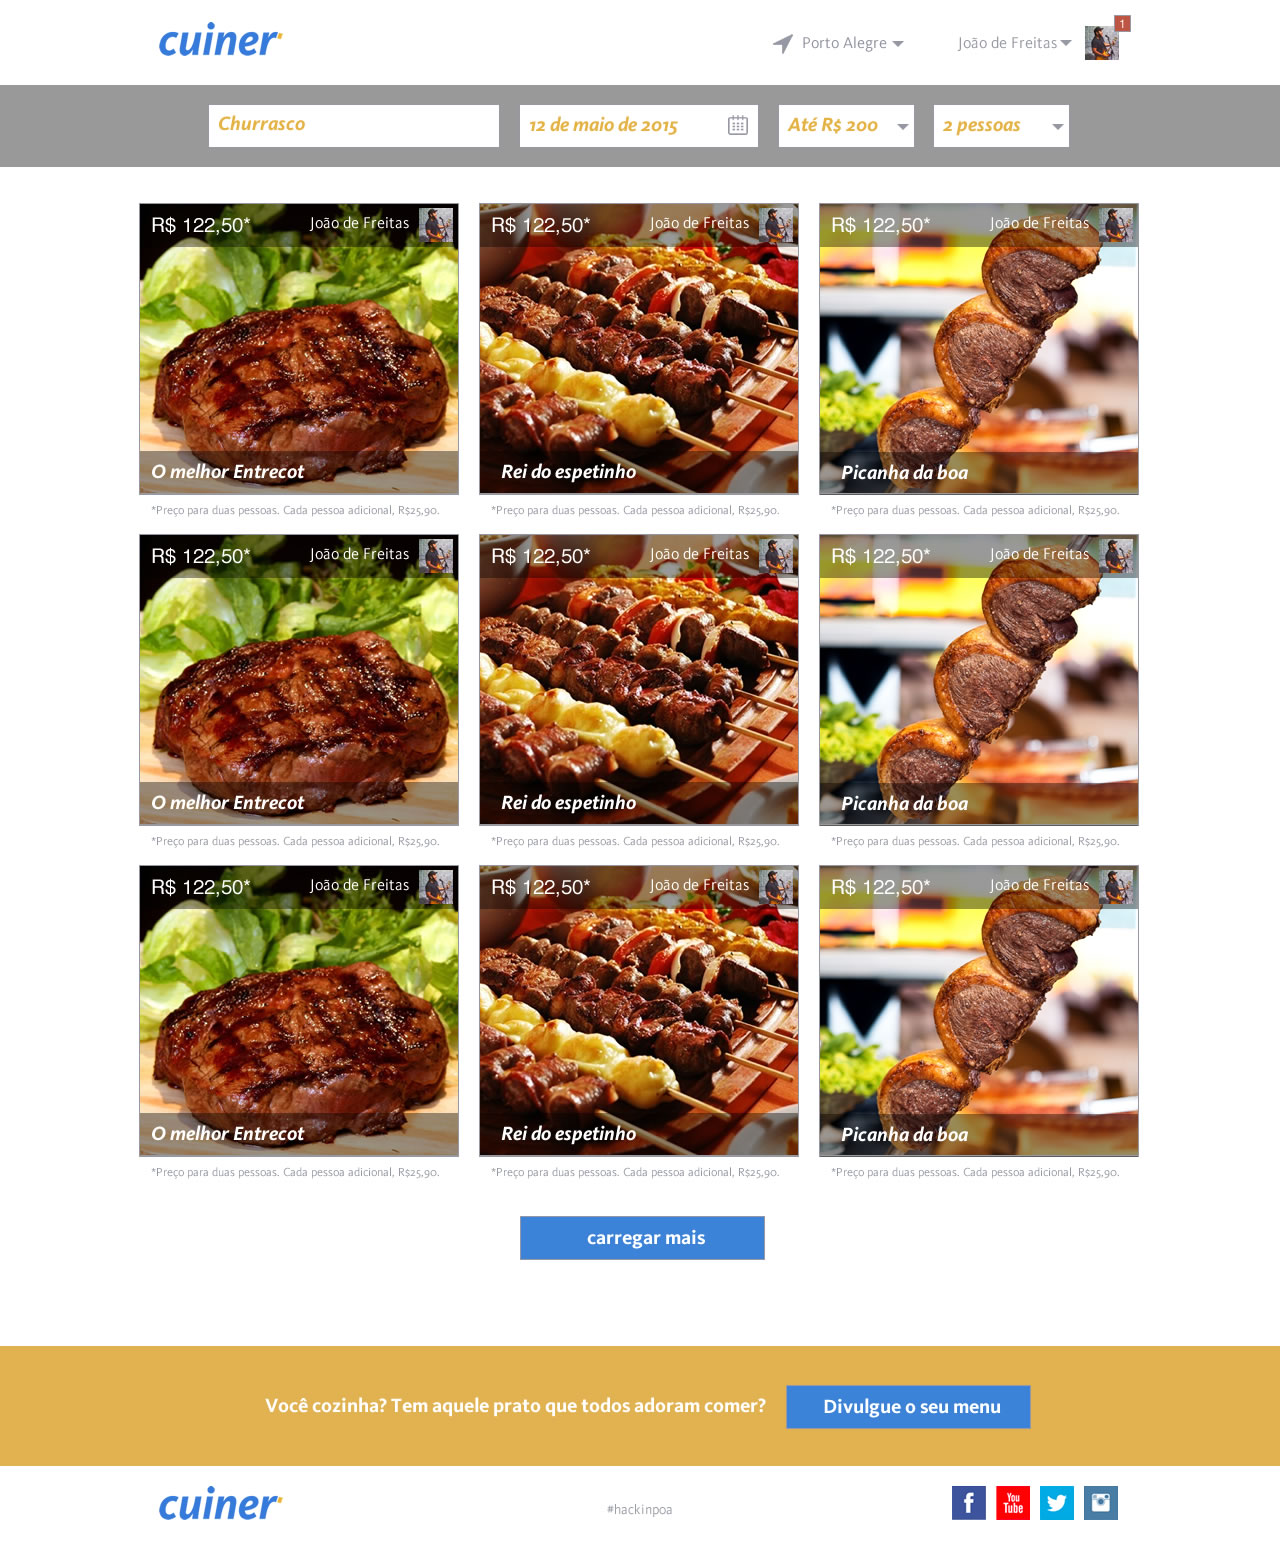 cuiner
Porto Alegre
João de Freitas
1
Churrasco
12 de maio de 2015
Até R$ 200
2 pessoas
R$ 122,50*
João de Freitas
R$ 122,50*
João de Freitas
R$ 122,50*
João de Freitas
O melhor Entrecot
Rei do espetinho
Picanha da boa
*Preço para duas pessoas. Cada pessoa adicional, R$25,90.
*Preço para duas pessoas. Cada pessoa adicional, R$25,90.
*Preço para duas pessoas. Cada pessoa adicional, R$25,90.
R$ 122,50*
João de Freitas
R$ 122,50*
João de Freitas
R$ 122,50*
João de Freitas
O melhor Entrecot
Rei do espetinho
Picanha da boa
*Preço para duas pessoas. Cada pessoa adicional, R$25,90.
*Preço para duas pessoas. Cada pessoa adicional, R$25,90.
*Preço para duas pessoas. Cada pessoa adicional, R$25,90.
R$ 122,50*
João de Freitas
R$ 122,50*
João de Freitas
R$ 122,50*
João de Freitas
O melhor Entrecot
Rei do espetinho
Picanha da boa
*Preço para duas pessoas. Cada pessoa adicional, R$25,90.
*Preço para duas pessoas. Cada pessoa adicional, R$25,90.
*Preço para duas pessoas. Cada pessoa adicional, R$25,90.
carregar mais
Você cozinha? Tem aquele prato que todos adoram comer?
Divulgue o seu menu
cuiner
#hackinpoa
f
You
Tube